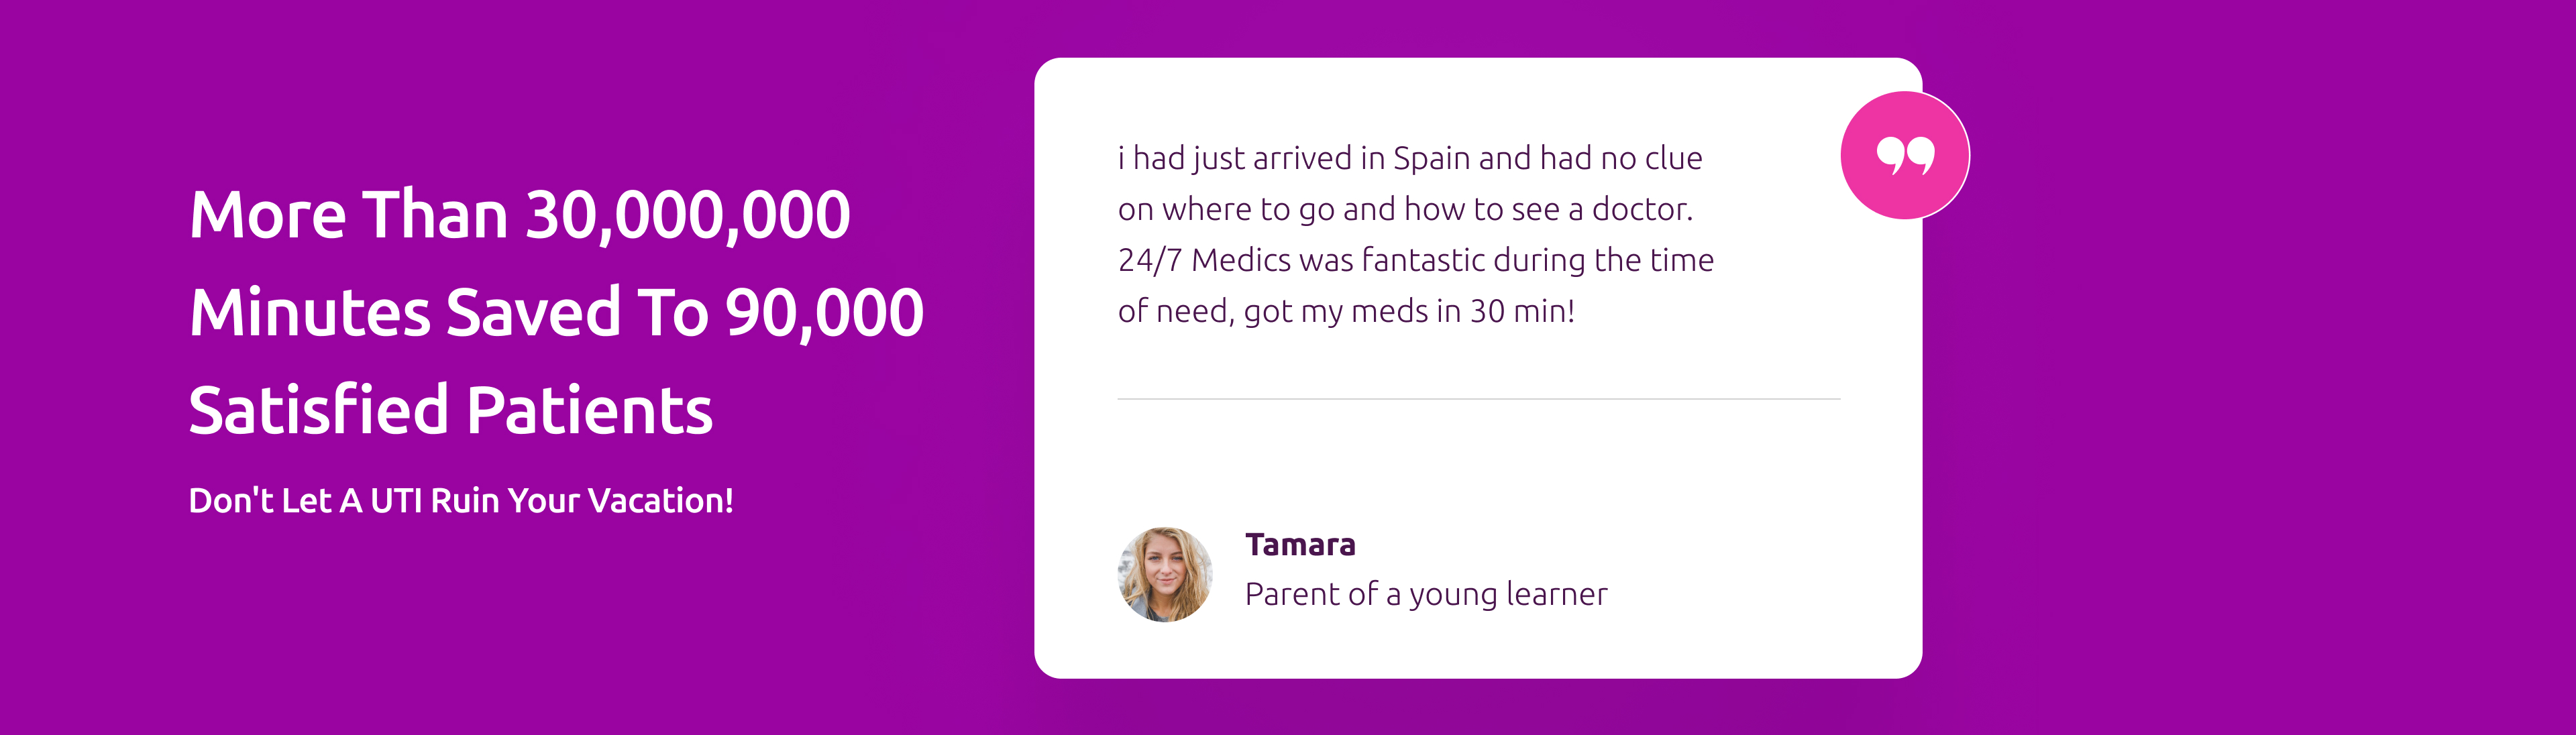 More Than 30,000,000
Minutes Saved To 90,000
Satisfied Patients
Don't Let A UTI Ruin Your Vacation!
i had just arrived in Spain and had no clue
on where to go and how to see a doctor.
24/7 Medics was fantastic during the time
of need, got my meds in 30 min!
Tamara
Parent of a young learner